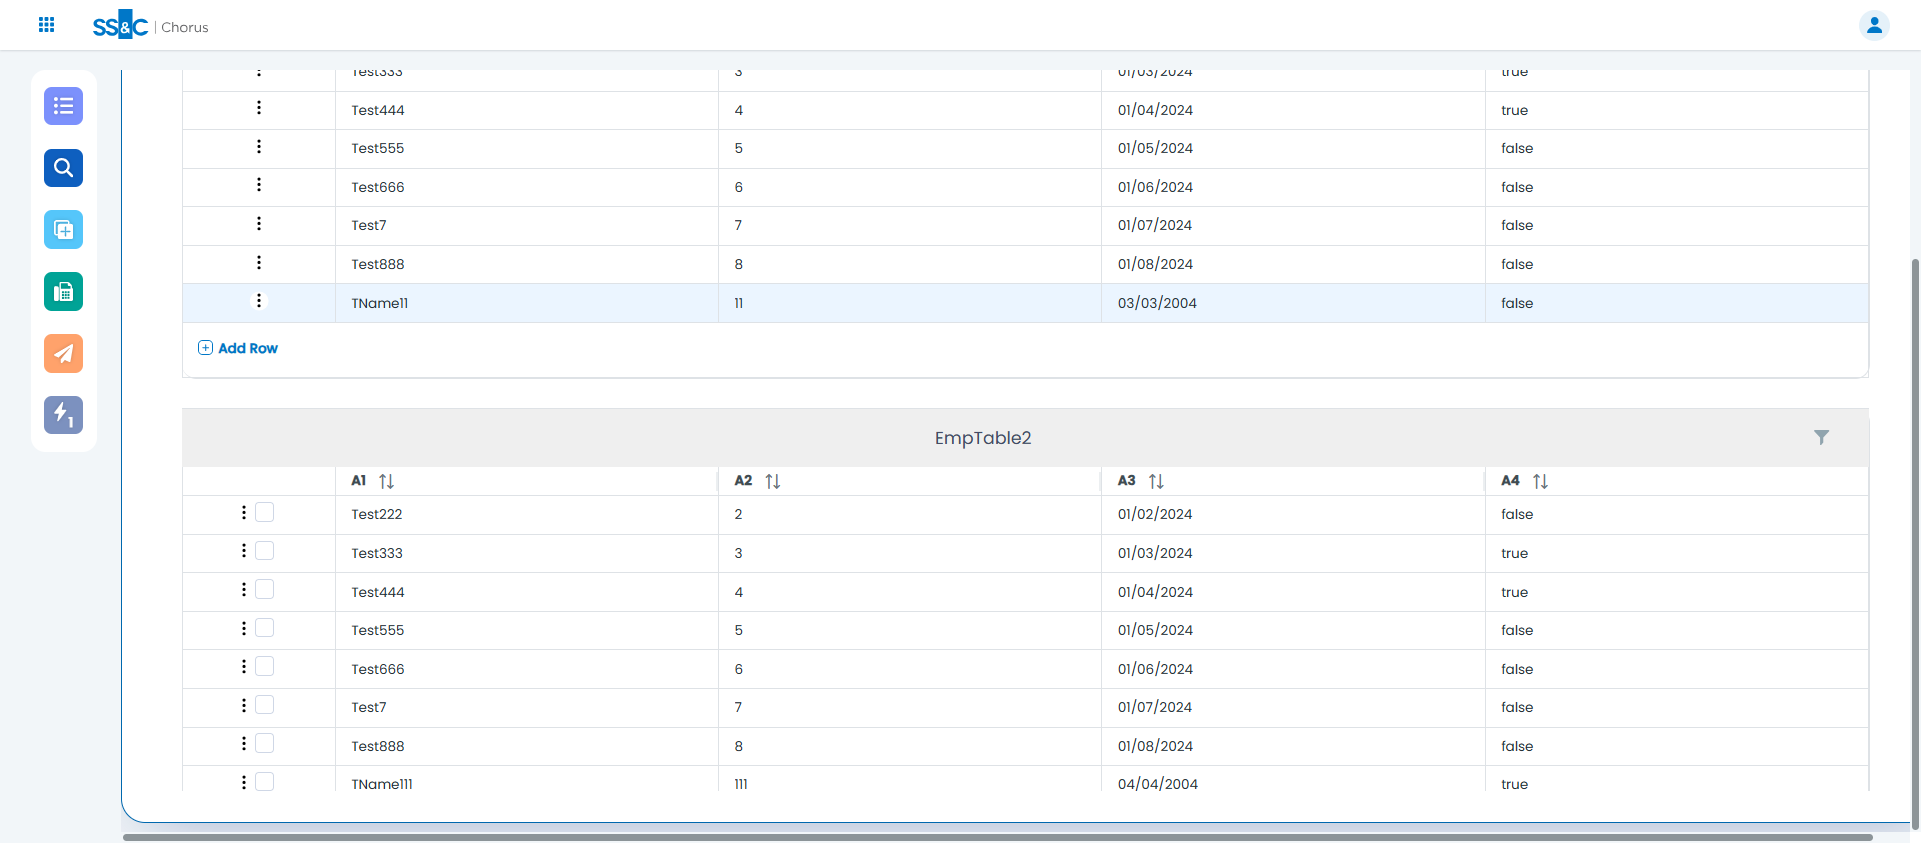 SS&C | Chorus
Test333 3 01/03/2024 true
Test444 4 01/04/2024 true
Test555 5 01/05/2024 false
Test666 6 01/06/2024 false
Test7 7 01/07/2024 false
Test888 8 01/08/2024 false
TName11 11 03/03/2004 false
Add Row
1
EmpTable2
A1 A2 A3 A4
Test222 2 01/02/2024 false
Test333 3 01/03/2024 true
Test444 4 01/04/2024 true
Test555 5 01/05/2024 false
Test666 6 01/06/2024 false
Test7 7 01/07/2024 false
Test888 8 01/08/2024 false
TName111 111 04/04/2004 true